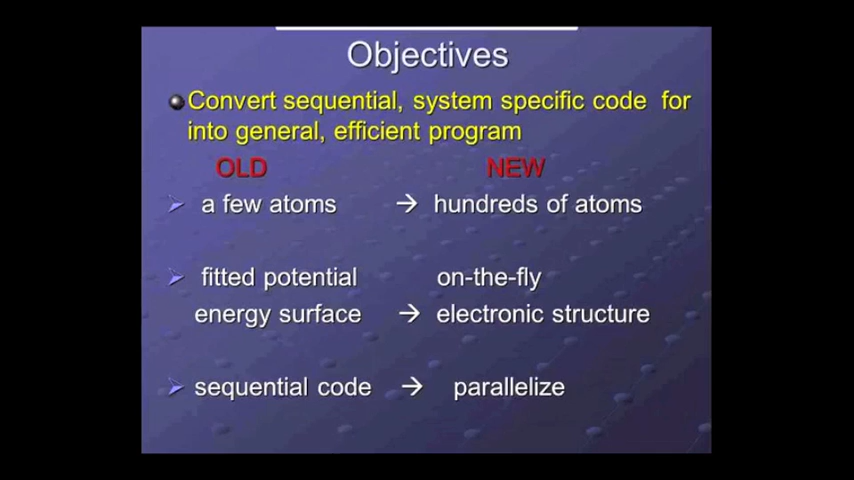 Objectives
Convert sequential, system specific code for
into general, efficient program
OLD NEW
a few atoms → hundreds of atoms
fitted potential on-the-fly
energy surface → electronic structure
sequential code → parallelize